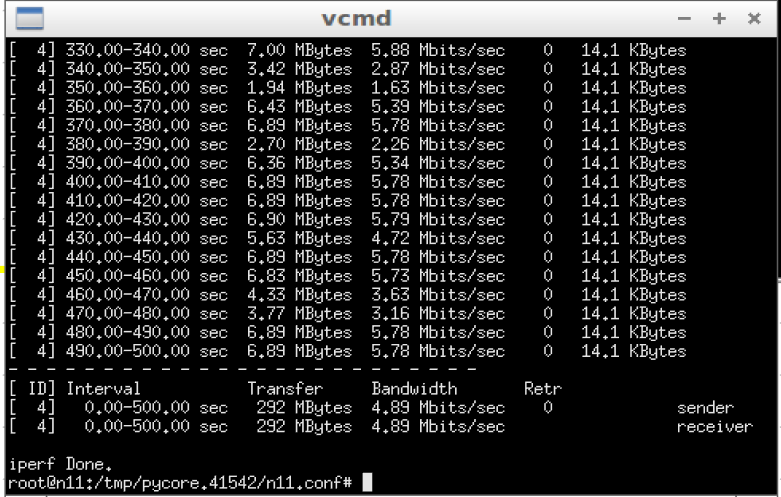 vcmd
[  4] 330.00-340.00 sec  7.00 MBytes  5.88 Mbits/sec    0   14.1 KBytes
[  4] 340.00-350.00 sec  3.42 MBytes  2.87 Mbits/sec    0   14.1 KBytes
[  4] 350.00-360.00 sec  1.94 MBytes  1.63 Mbits/sec    0   14.1 KBytes
[  4] 360.00-370.00 sec  6.43 MBytes  5.39 Mbits/sec    0   14.1 KBytes
[  4] 370.00-380.00 sec  6.89 MBytes  5.78 Mbits/sec    0   14.1 KBytes
[  4] 380.00-390.00 sec  2.70 MBytes  2.26 Mbits/sec    0   14.1 KBytes
[  4] 390.00-400.00 sec  6.36 MBytes  5.34 Mbits/sec    0   14.1 KBytes
[  4] 400.00-410.00 sec  6.89 MBytes  5.78 Mbits/sec    0   14.1 KBytes
[  4] 410.00-420.00 sec  6.89 MBytes  5.78 Mbits/sec    0   14.1 KBytes
[  4] 420.00-430.00 sec  6.90 MBytes  5.79 Mbits/sec    0   14.1 KBytes
[  4] 430.00-440.00 sec  5.63 MBytes  4.72 Mbits/sec    0   14.1 KBytes
[  4] 440.00-450.00 sec  6.89 MBytes  5.78 Mbits/sec    0   14.1 KBytes
[  4] 450.00-460.00 sec  6.83 MBytes  5.73 Mbits/sec    0   14.1 KBytes
[  4] 460.00-470.00 sec  4.33 MBytes  3.63 Mbits/sec    0   14.1 KBytes
[  4] 470.00-480.00 sec  3.77 MBytes  3.16 Mbits/sec    0   14.1 KBytes
[  4] 480.00-490.00 sec  6.89 MBytes  5.78 Mbits/sec    0   14.1 KBytes
[  4] 490.00-500.00 sec  6.89 MBytes  5.78 Mbits/sec    0   14.1 KBytes
- - - - - - - - - - - - - - - - - - - - - - - - -
[ ID] Interval           Transfer     Bandwidth       Retr
[  4]   0.00-500.00 sec   292 MBytes  4.89 Mbits/sec    0             sender
[  4]   0.00-500.00 sec   292 MBytes  4.89 Mbits/sec                  receiver
iperf Done.
root@n11:/tmp/pycore.41542/n11.conf#